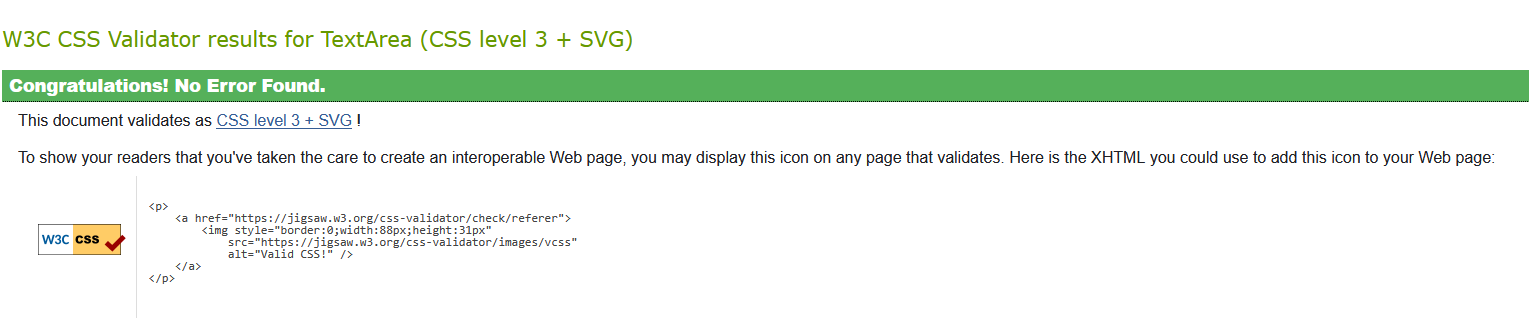 W3C CSS Validator results for TextArea (CSS level 3 + SVG)
Congratulations! No Error Found.
This document validates as CSS level 3 + SVG !
To show your readers that you've taken the care to create an interoperable Web page, you may display this icon on any page that validates. Here is the XHTML you could use to add this icon to your Web page:
W3C css
<p>
    <a href="https://jigsaw.w3.org/css-validator/check/referer">
        <img style="border:0;width:88px;height:31px"
            src="https://jigsaw.w3.org/css-validator/images/vcss"
            alt="Valid CSS!" />
    </a>
</p>